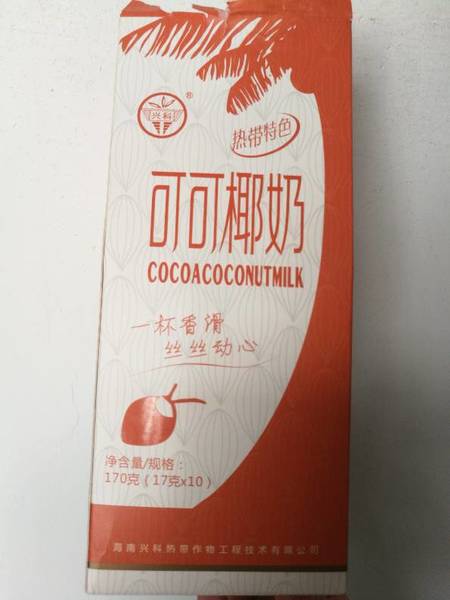 兴科
®
热带特色
可可椰奶
COCOACOCONUTMILK
一杯香滑
丝丝动心
净含量/规格：
170克（17克x10）
海南兴科热带作物工程技术有限公司